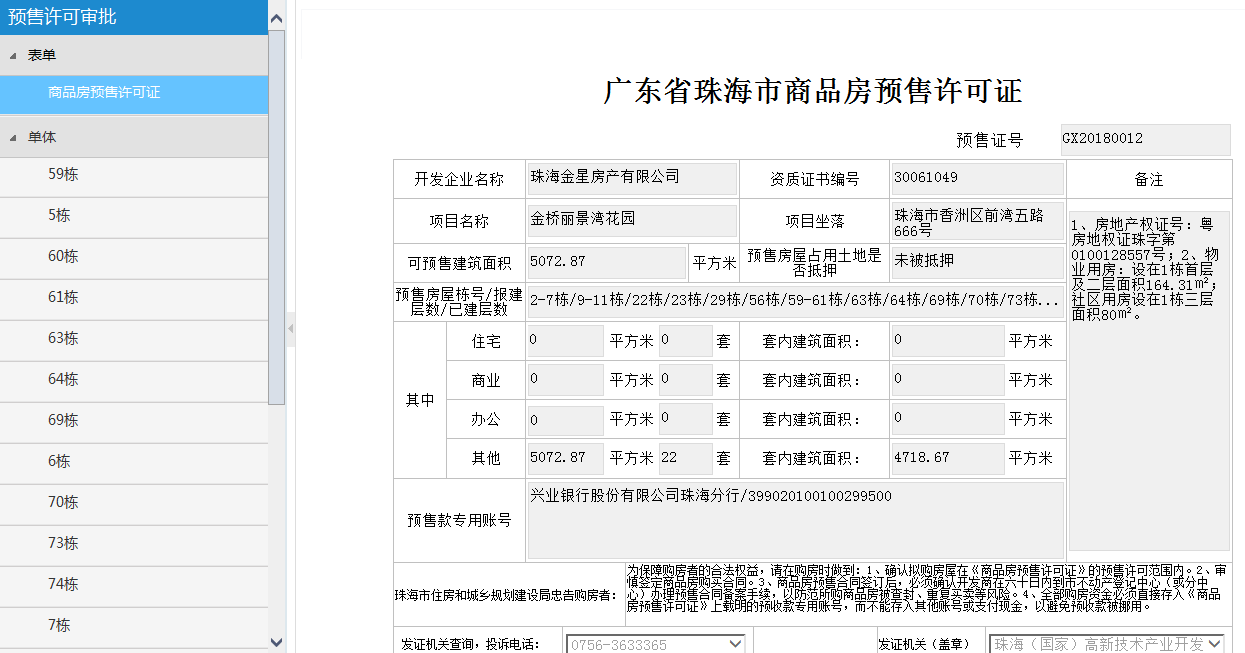 预售许可审批
表单
商品房预售许可证
单体
59栋
5栋
60栋
61栋
63栋
64栋
69栋
6栋
70栋
73栋
74栋
7栋
广东省珠海市商品房预售许可证
预售证号 GX20180012
开发企业名称 珠海金星房产有限公司 资质证书编号 30061049 备注
项目名称 金桥丽景湾花园 项目坐落 珠海市香洲区前湾五路
666号
可预售建筑面积 5072.87 平方米 预售房屋占用土地是
否抵押 未被抵押
1、房地产权证号：粤
房地权证珠字第
0100128557号；2、物
业用房：设在1栋首层
及二层面积164.31㎡；
社区用房设在1栋三层
面积80㎡。
预售房屋栋号/报建
层数/已建层数 2-7栋/9-11栋/22栋/23栋/29栋/56栋/59-61栋/63栋/64栋/69栋/70栋/73栋...
其中
住宅 0 平方米 0 套 套内建筑面积： 0 平方米
商业 0 平方米 0 套 套内建筑面积： 0 平方米
办公 0 平方米 0 套 套内建筑面积： 0 平方米
其他 5072.87 平方米 22 套 套内建筑面积： 4718.67 平方米
预售款专用账号 兴业银行股份有限公司珠海分行/399020100100299500
珠海市住房和城乡规划建设局忠告购房者：
为保障购房者的合法权益，请在购房时做到：1、确认拟购房屋在《商品房预售许可证》的预售许可范围内。2、审
慎签定商品房购买合同。3、商品房预售合同签订后，必须确认开发商在六十日内到市不动产登记中心（或分中
心）办理预售合同备案手续，以防范所购商品房被查封、重复买卖等风险。4、全部购房资金必须直接存入《商品
房预售许可证》上载明的预收款专用账号，而不能存入其他账号或支付现金，以避免预收款被挪用。
发证机关查询，投诉电话： 0756-3633365 发证机关（盖章） 珠海（国家）高新技术产业开发